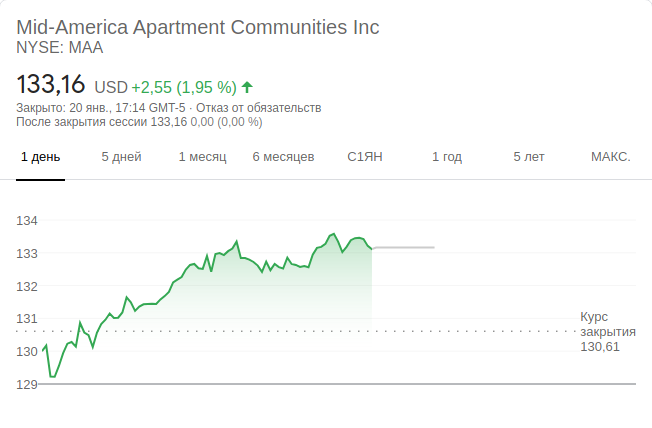 Mid-America Apartment Communities Inc
NYSE: MAA
133,16 USD +2,55 (1,95 %)
Закрыто: 20 янв., 17:14 GMT-5 · Отказ от обязательств
После закрытия сессии 133,16 0,00 (0,00 %)
1 день 5 дней 1 месяц 6 месяцев С1ЯН 1 год 5 лет МАКС.
134
133
132
131
Курс
закрытия
130,61
130
129